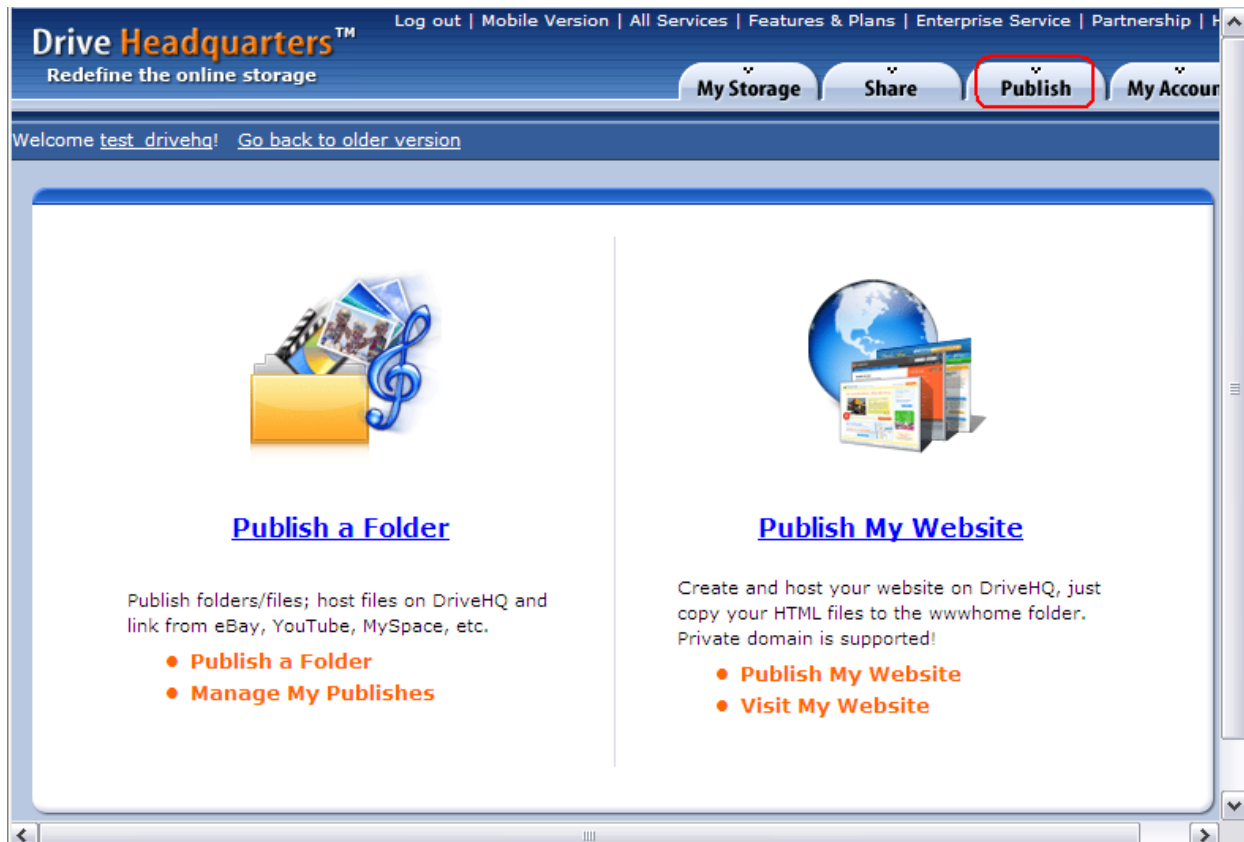 Log out | Mobile Version | All Services | Features & Plans | Enterprise Service | Partnership | H
Drive Headquarters™
Redefine the online storage
My Storage Share Publish My Accoun
Welcome test_drivehq! Go back to older version
Publish a Folder
Publish folders/files; host files on DriveHQ and
link from eBay, YouTube, MySpace, etc.
• Publish a Folder
• Manage My Publishes
Publish My Website
Create and host your website on DriveHQ, just
copy your HTML files to the wwwhome folder.
Private domain is supported!
• Publish My Website
• Visit My Website